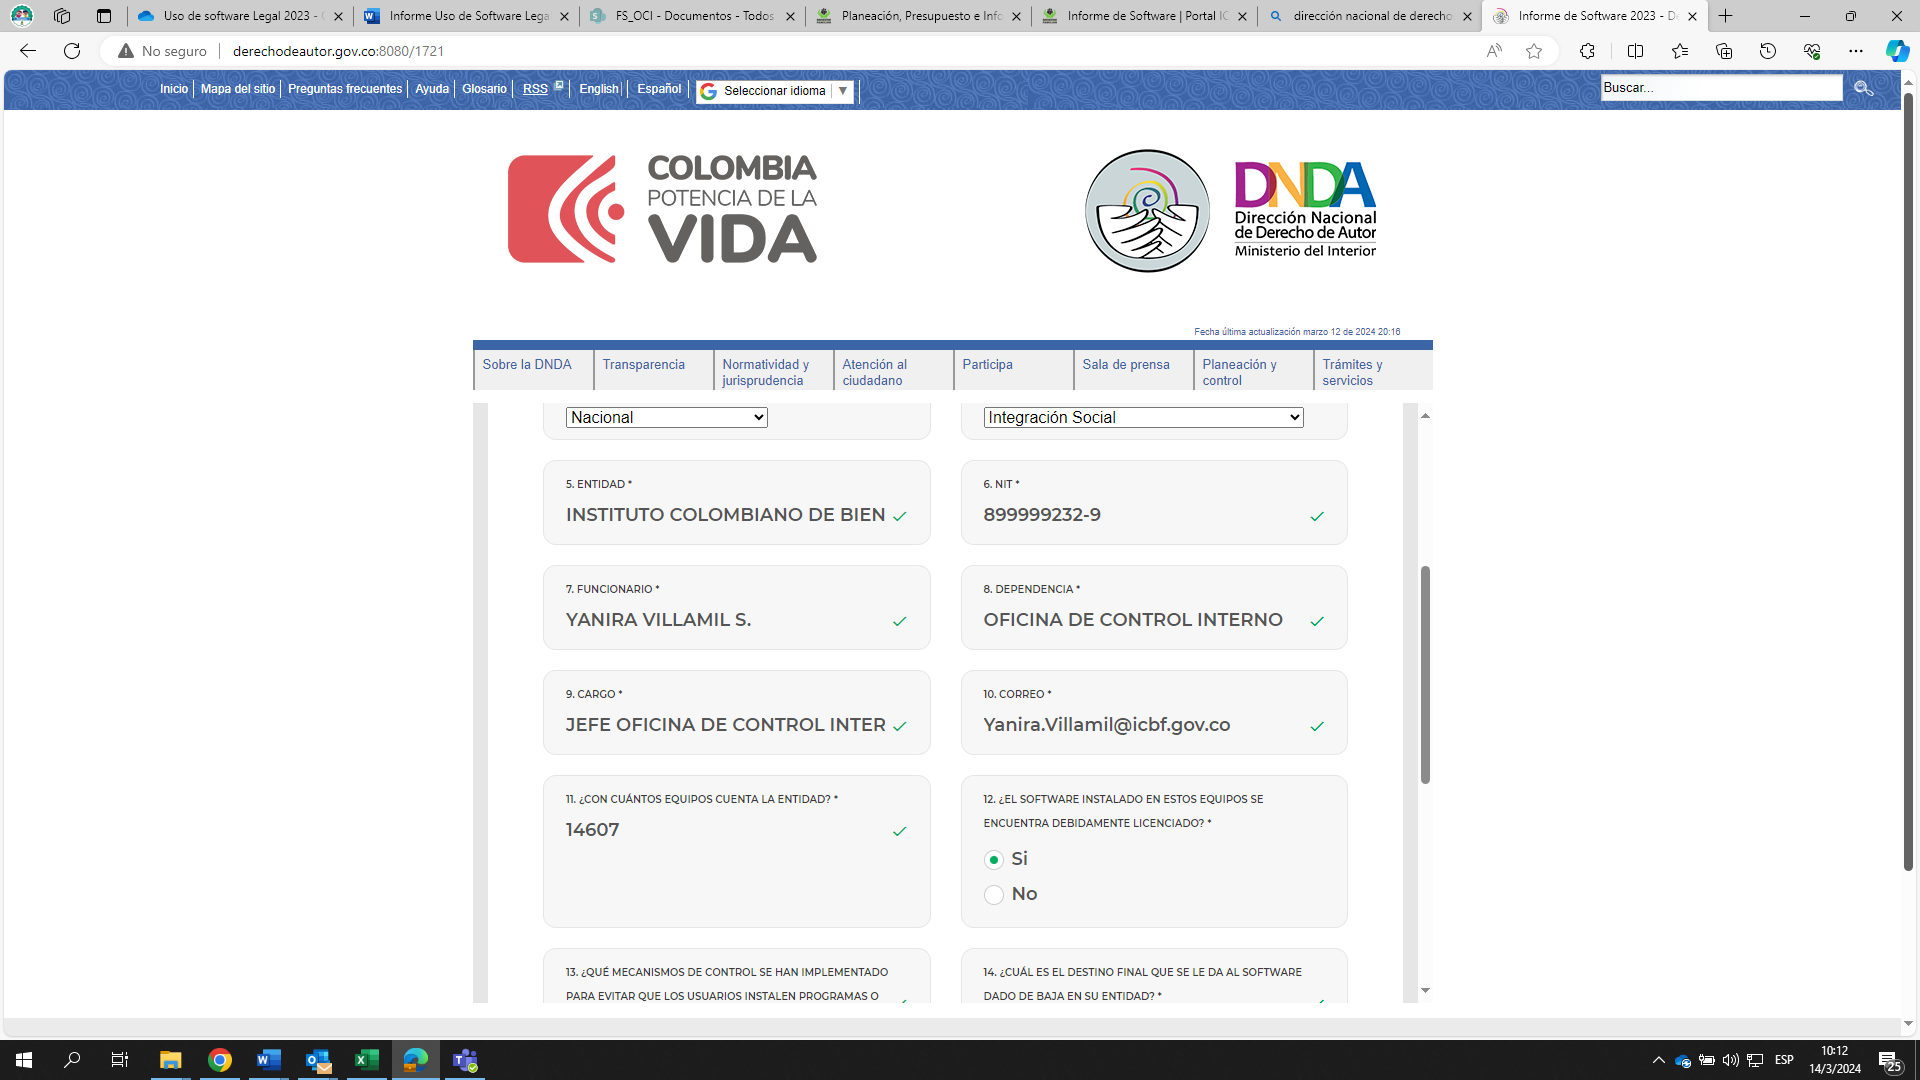 Uso de software Legal 2023 -
Informe Uso de Software Lega
FS_OCI - Documentos - Todos
Planeación, Presupuesto e Info
Informe de Software | Portal IC
dirección nacional de derecho
Informe de Software 2023 - De
No seguro
derechodeautor.gov.co:8080/1721
Inicio
Mapa del sitio
Preguntas frecuentes
Ayuda
Glosario
RSS
English
Español
Seleccionar idioma
Buscar...
COLOMBIA
POTENCIA DE LA
VIDA
DNDA
Dirección Nacional
de Derecho de Autor
Ministerio del Interior
Fecha última actualización marzo 12 de 2024 20:16
Sobre la DNDA
Transparencia
Normatividad y
jurisprudencia
Atención al
ciudadano
Participa
Sala de prensa
Planeación y
control
Trámites y
servicios
Nacional
Integración Social
5. ENTIDAD *
INSTITUTO COLOMBIANO DE BIEN
6. NIT *
899999232-9
7. FUNCIONARIO *
YANIRA VILLAMIL S.
8. DEPENDENCIA *
OFICINA DE CONTROL INTERNO
9. CARGO *
JEFE OFICINA DE CONTROL INTER
10. CORREO *
Yanira.Villamil@icbf.gov.co
11. ¿CON CUÁNTOS EQUIPOS CUENTA LA ENTIDAD? *
14607
12. ¿EL SOFTWARE INSTALADO EN ESTOS EQUIPOS SE
ENCUENTRA DEBIDAMENTE LICENCIADO? *
Si
No
13. ¿QUÉ MECANISMOS DE CONTROL SE HAN IMPLEMENTADO
PARA EVITAR QUE LOS USUARIOS INSTALEN PROGRAMAS O
14. ¿CUÁL ES EL DESTINO FINAL QUE SE LE DA AL SOFTWARE
DADO DE BAJA EN SU ENTIDAD? *
ESP
10:12
14/3/2024
25